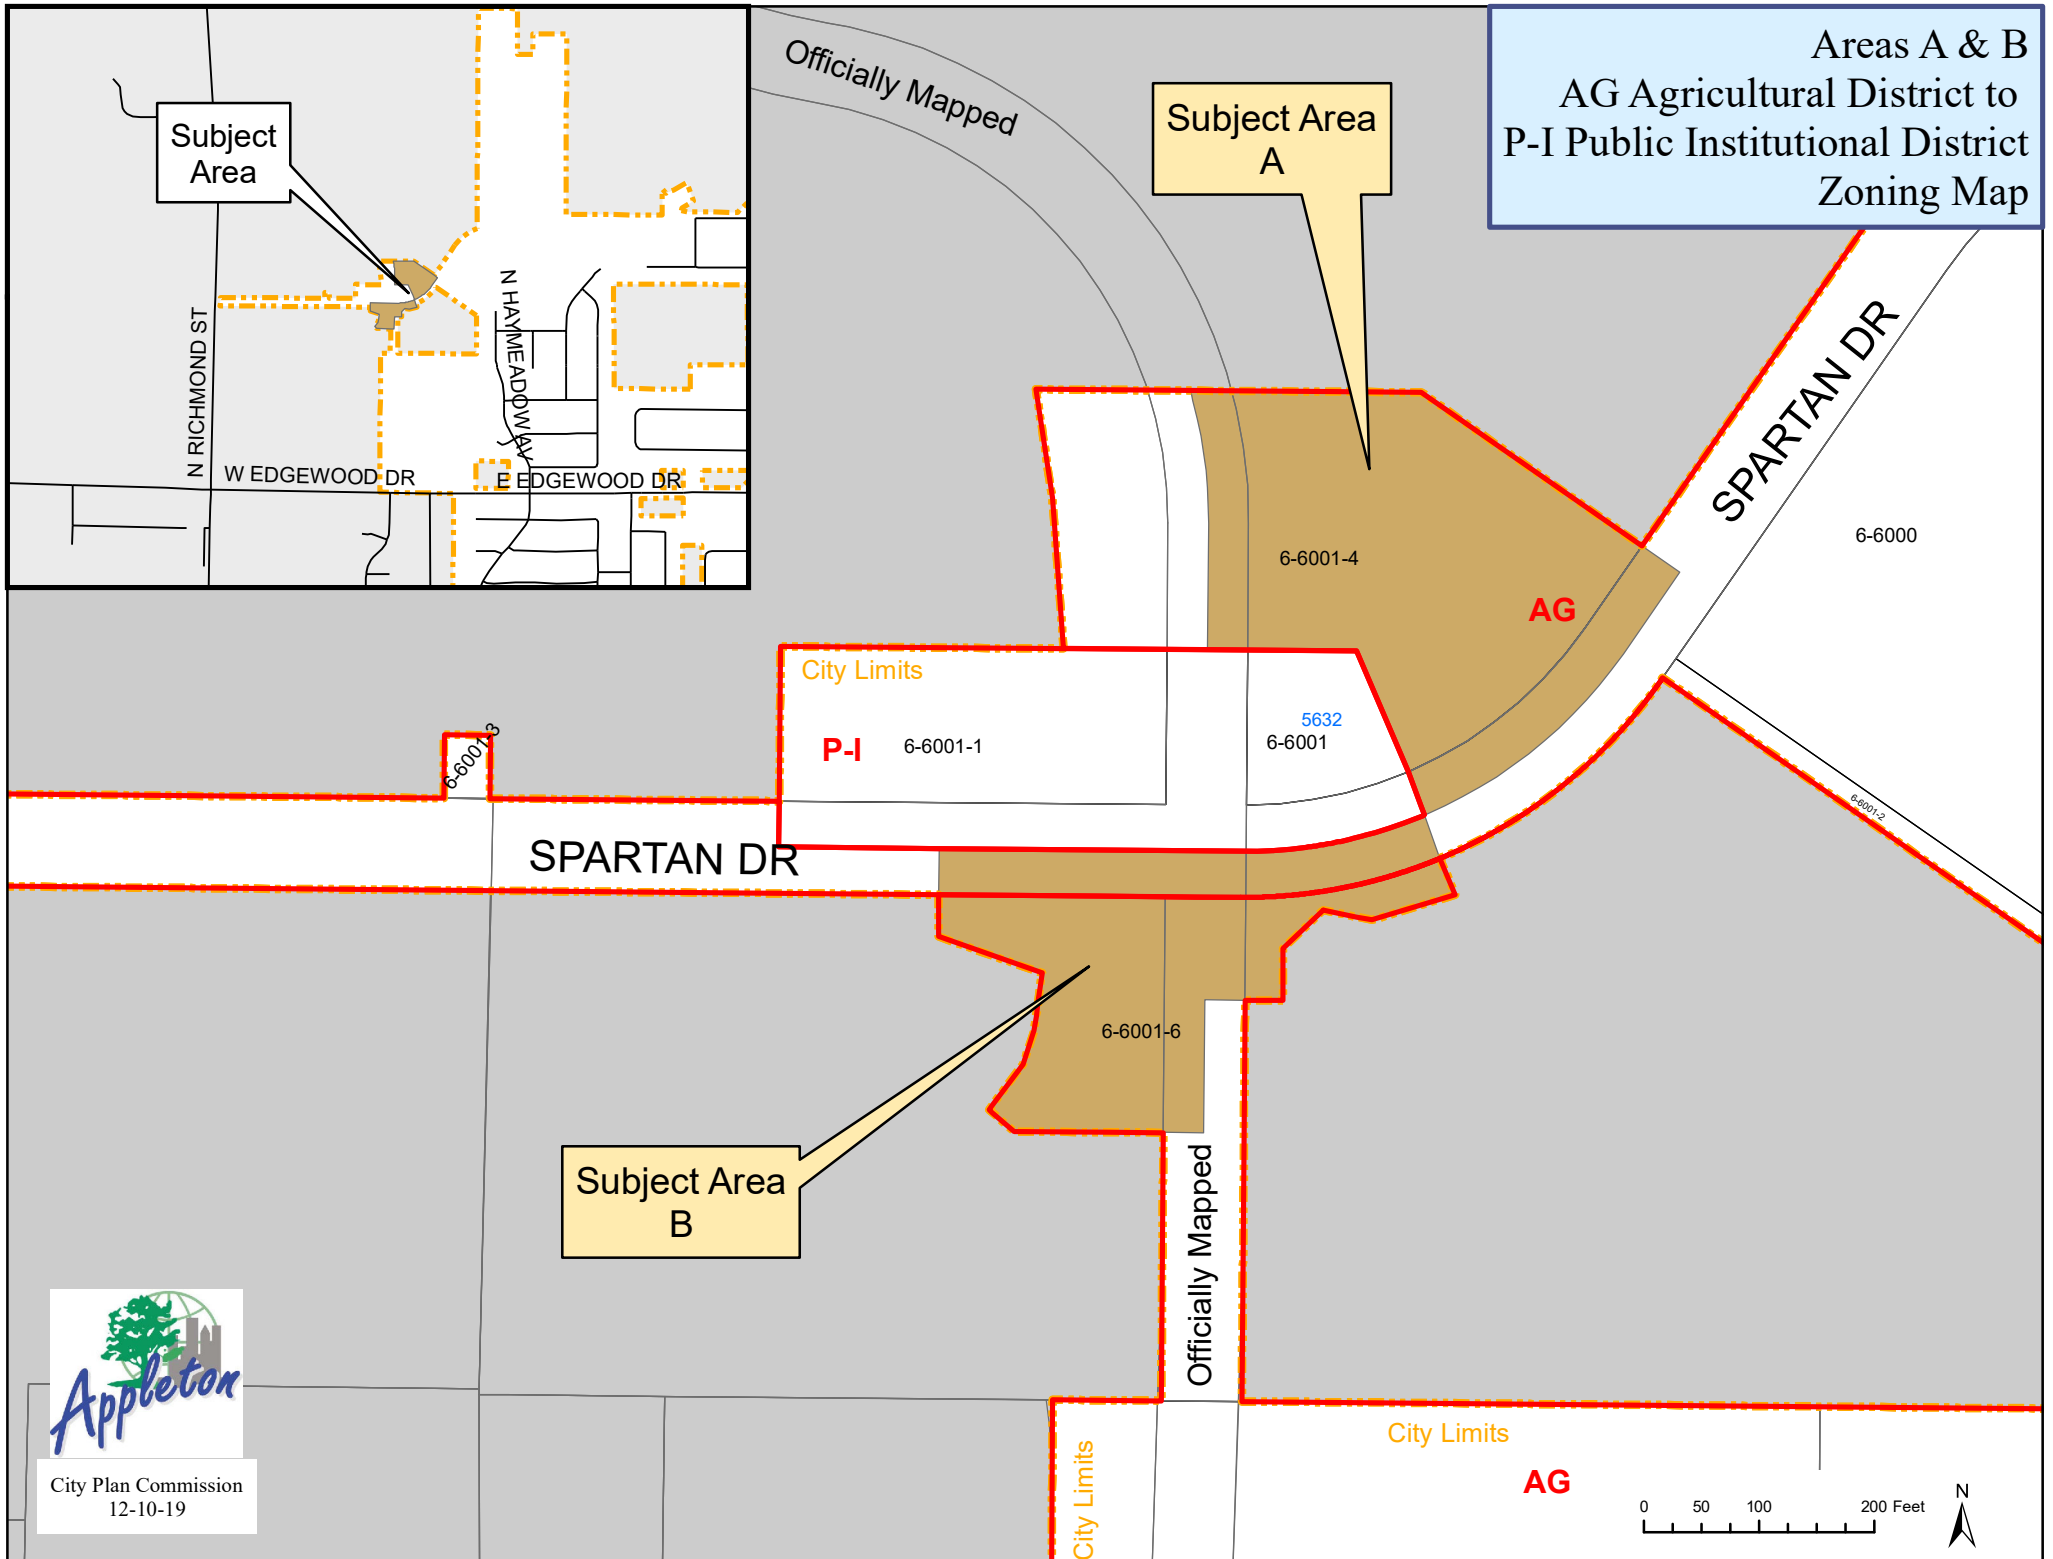 Areas A & B
AG Agricultural District to
P-I Public Institutional District
Zoning Map
Subject
Area
N RICHMOND ST
N HAYMEADOW AV
W EDGEWOOD DR
E EDGEWOOD DR
Officially Mapped
Subject Area
A
SPARTAN DR
6-6000
6-6001-4
AG
City Limits
5632
6-6001
P-I
6-6001-1
6-6001-3
6-6001-2
SPARTAN DR
6-6001-6
Subject Area
B
Officially Mapped
City Limits
City Limits
AG
Appleton
City Plan Commission
12-10-19
0 50 100 200 Feet
N